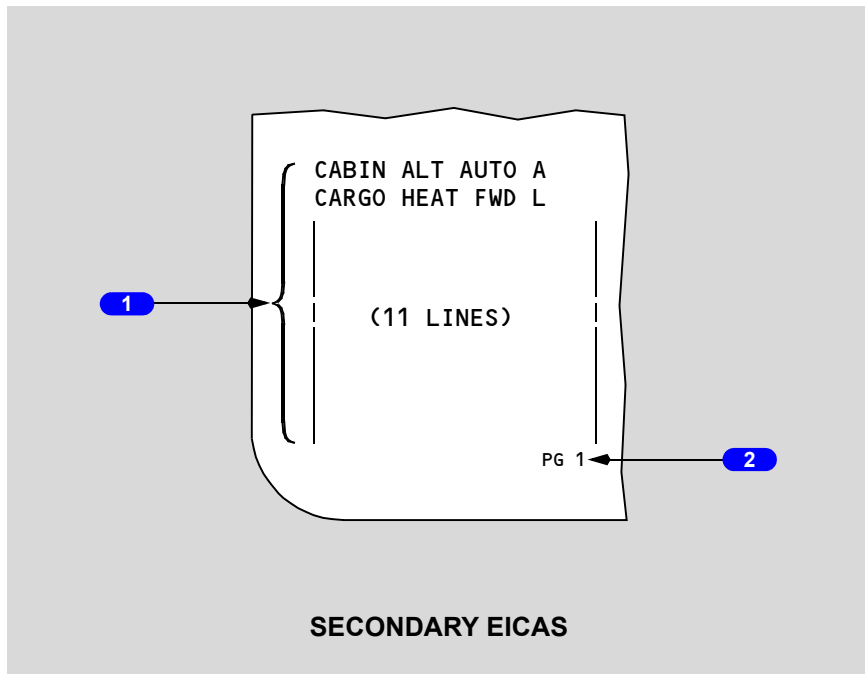 CABIN ALT AUTO A
CARGO HEAT FWD L
1
(11 LINES)
PG 1
2
SECONDARY EICAS